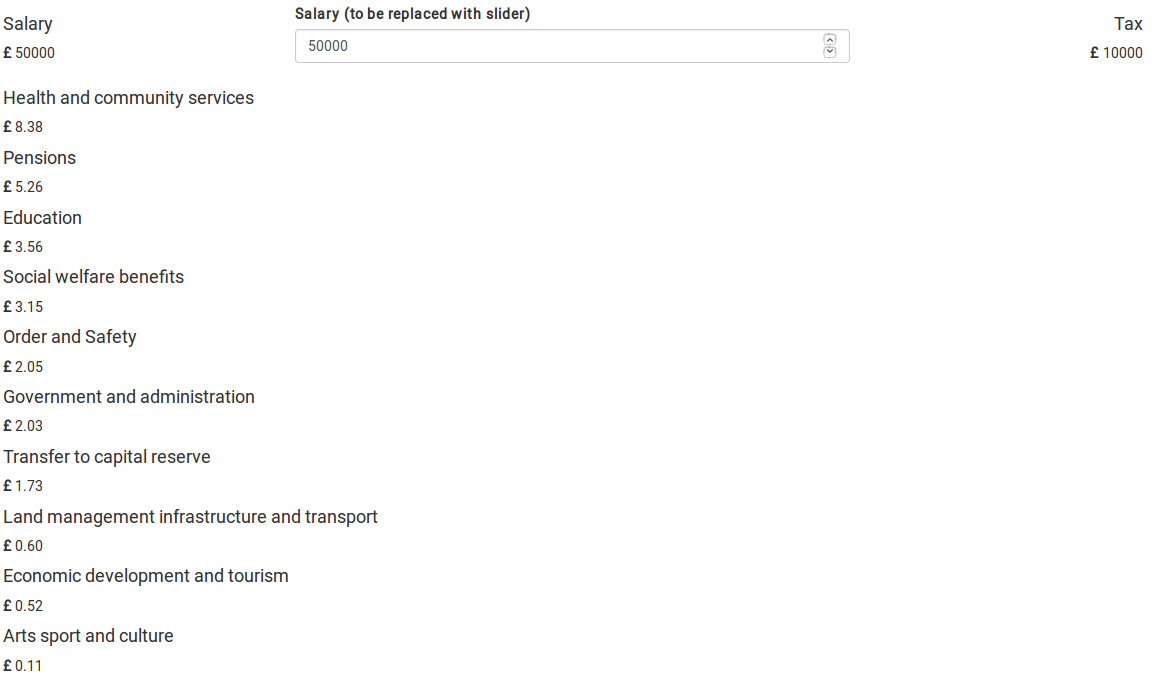 Salary
Salary (to be replaced with slider)
Tax
£ 50000
50000
£ 10000
Health and community services
£ 8.38
Pensions
£ 5.26
Education
£ 3.56
Social welfare benefits
£ 3.15
Order and Safety
£ 2.05
Government and administration
£ 2.03
Transfer to capital reserve
£ 1.73
Land management infrastructure and transport
£ 0.60
Economic development and tourism
£ 0.52
Arts sport and culture
£ 0.11